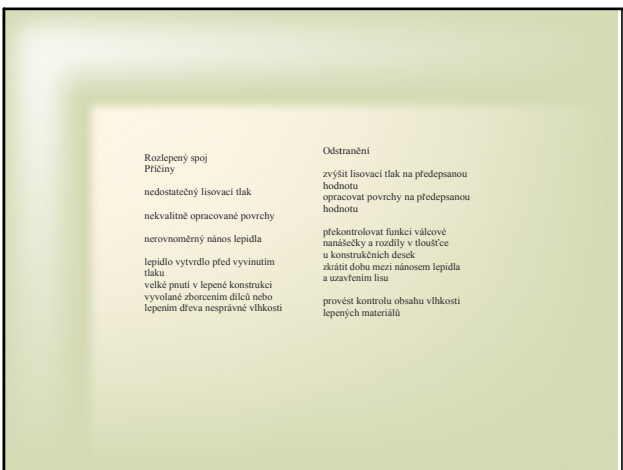 Rozlepený spoj
Příčiny
nedostatečný lisovací tlak
nekvalitně opracované povrchy
nerovnoměrný nános lepidla
lepidlo vytvrdlo před vyvinutím
tlaku
velké pnutí v lepené konstrukci
vyvolané zborcením dílců nebo
lepením dřeva nesprávné vlhkosti
Odstranění
zvýšit lisovací tlak na předepsanou
hodnotu
opracovat povrchy na předepsanou
hodnotu
překontrolovat funkci válcové
nanášečky a rozdíly v tloušťce
u konstrukčních desek
zkrátit dobu mezi nánosem lepidla
a uzavřením lisu
provést kontrolu obsahu vlhkosti
lepených materiálů